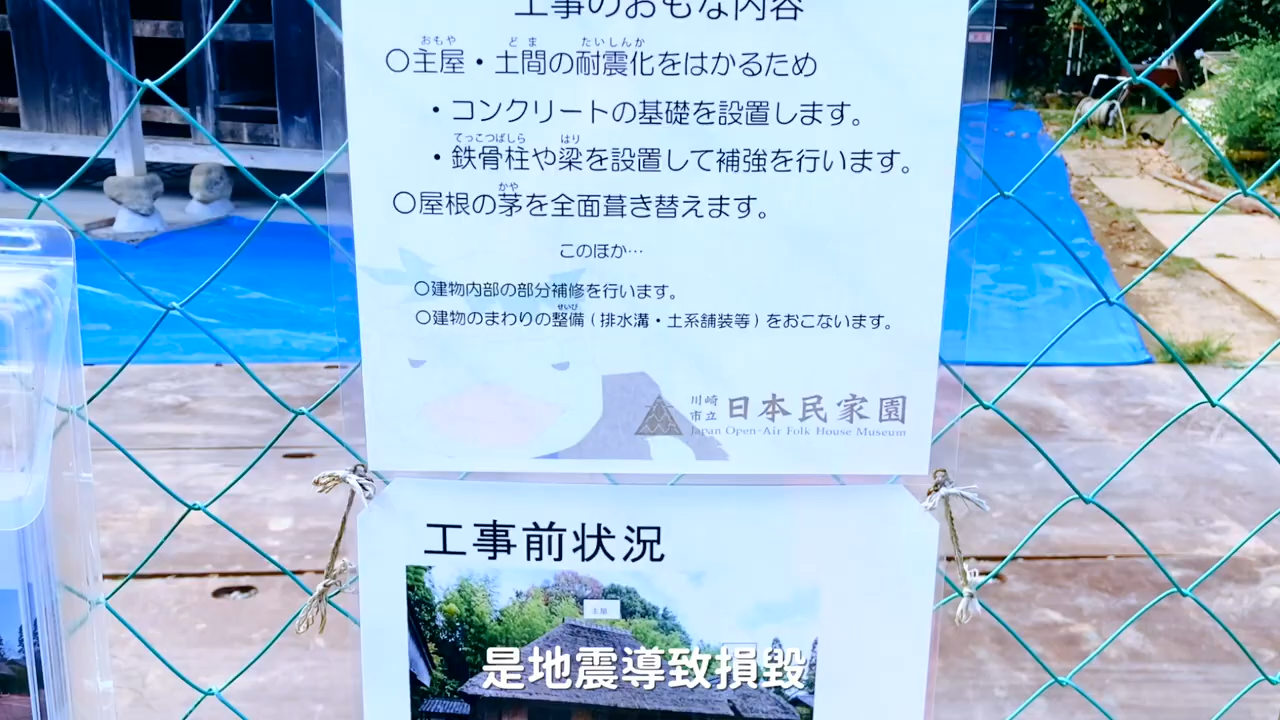 工事のおもな内容
おもや どま たいしんか
○主屋・土間の耐震化をはかるため
・コンクリートの基礎を設置します。
てっこつばしら はり
・鉄骨柱や梁を設置して補強を行います。
かや
○屋根の茅を全面葺き替えます。
このほか…
○建物内部の部分補修を行います。
せいび
○建物のまわりの整備(排水溝・土系舗装等)をおこないます。
川崎市立 日本民家園
Japan Open-Air Folk House Museum
工事前状況
主屋
是地震導致損毀